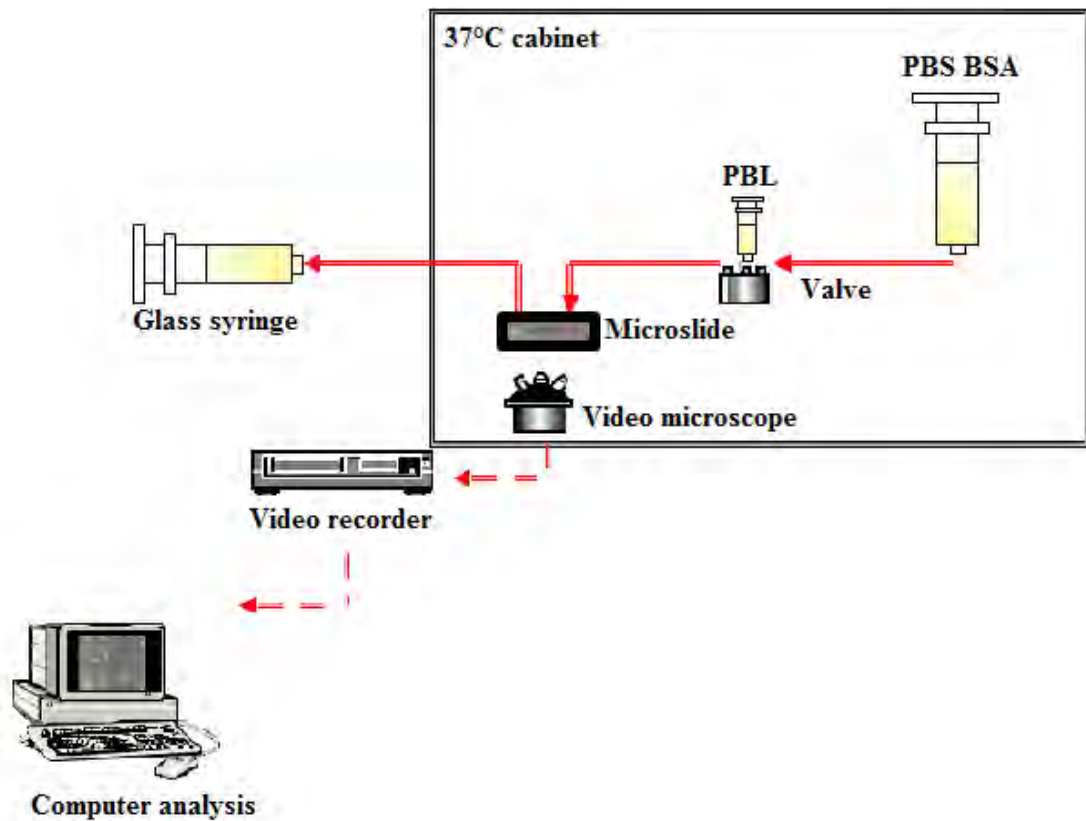 37°C cabinet
PBS BSA
PBL
Valve
Glass syringe
Microslide
Video microscope
Video recorder
Computer analysis